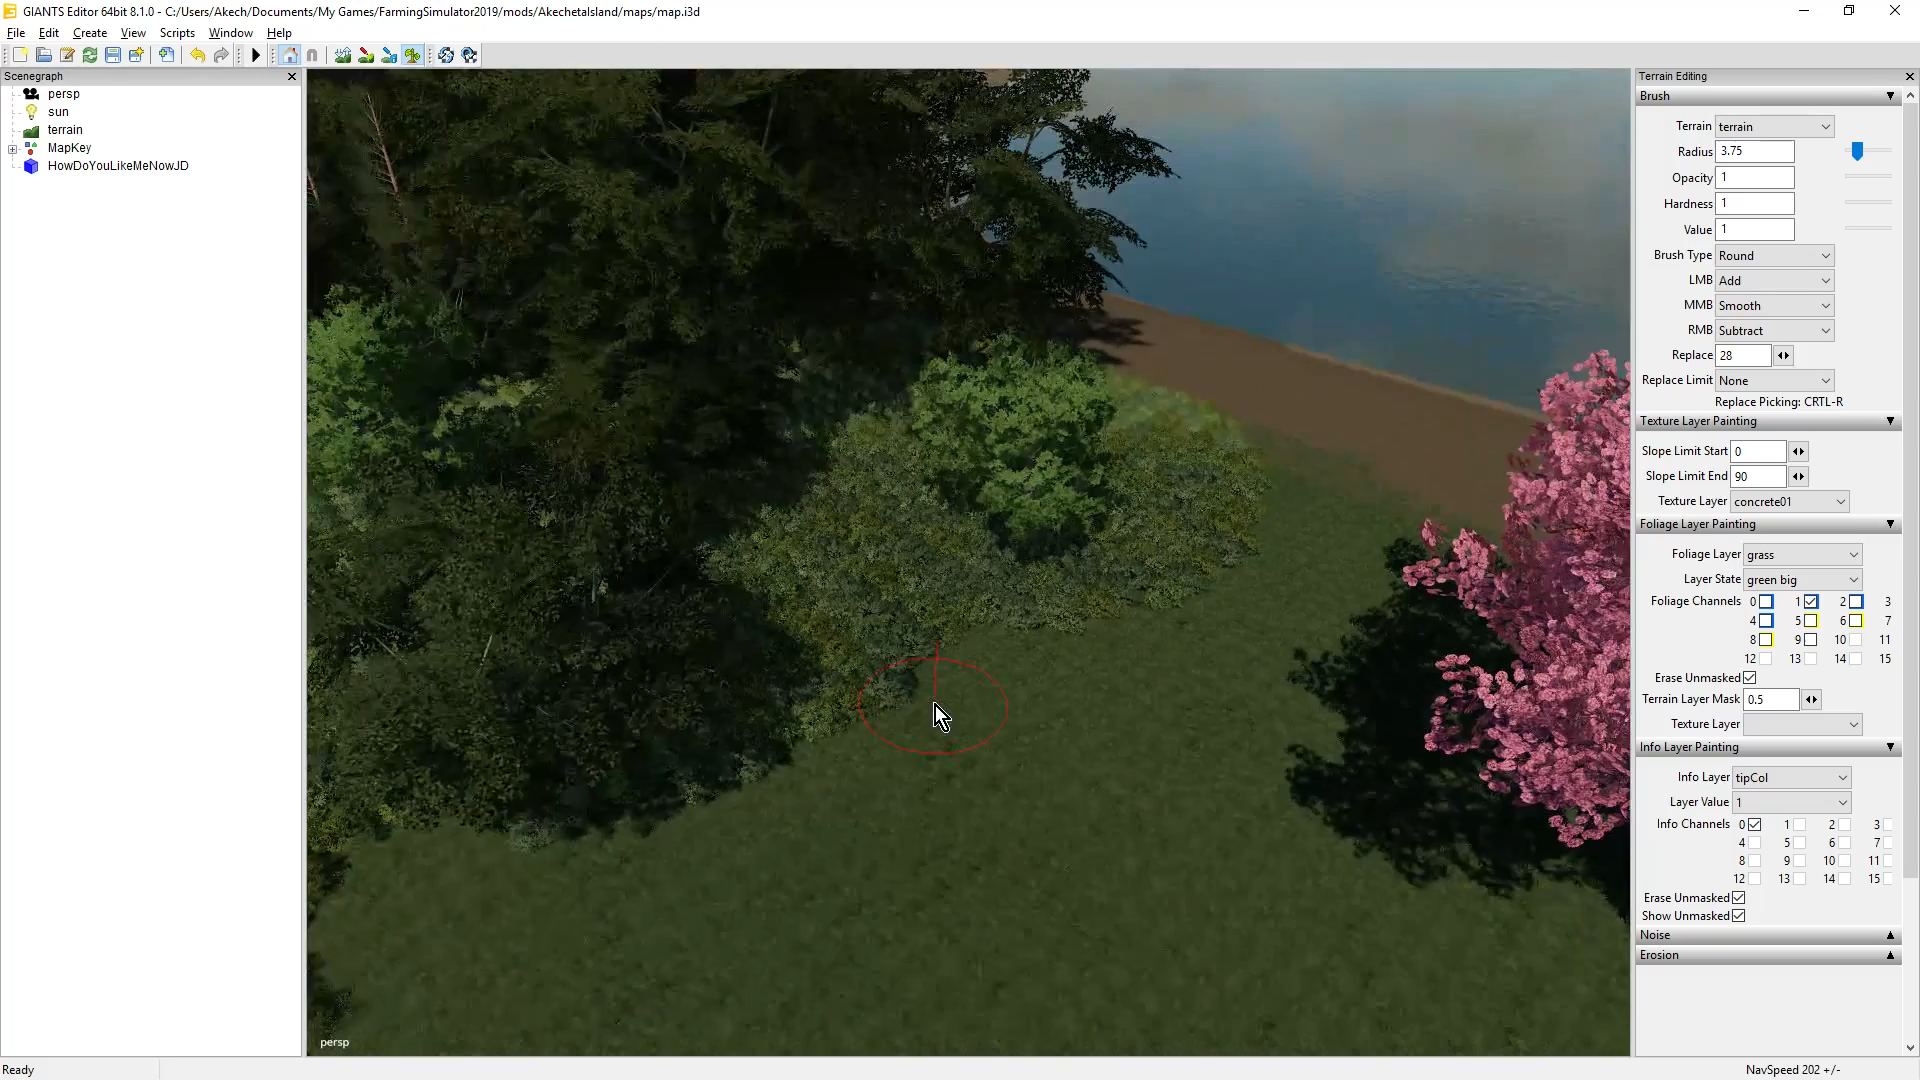 GIANTS Editor 64bit 8.1.0 - C:/Users/Akech/Documents/My Games/FarmingSimulator2019/mods/AkechetaIsland/maps/map.i3d
File Edit Create View Scripts Window Help
Scenegraph
persp
sun
terrain
MapKey
HowDoYouLikeMeNowJD
persp
Terrain Editing
Brush
Terrain terrain
Radius 3.75
Opacity 1
Hardness 1
Value 1
Brush Type Round
LMB Add
MMB Smooth
RMB Subtract
Replace 28
Replace Limit None
Replace Picking: CRTL-R
Texture Layer Painting
Slope Limit Start 0
Slope Limit End 90
Texture Layer concrete01
Foliage Layer Painting
Foliage Layer grass
Layer State green big
Foliage Channels 0 1 2 3
4 5 6 7
8 9 10 11
12 13 14 15
Erase Unmasked
Terrain Layer Mask 0.5
Texture Layer
Info Layer Painting
Info Layer tipCol
Layer Value 1
Info Channels 0 1 2 3
4 5 6 7
8 9 10 11
12 13 14 15
Erase Unmasked
Show Unmasked
Noise
Erosion
Ready
NavSpeed 202 +/-